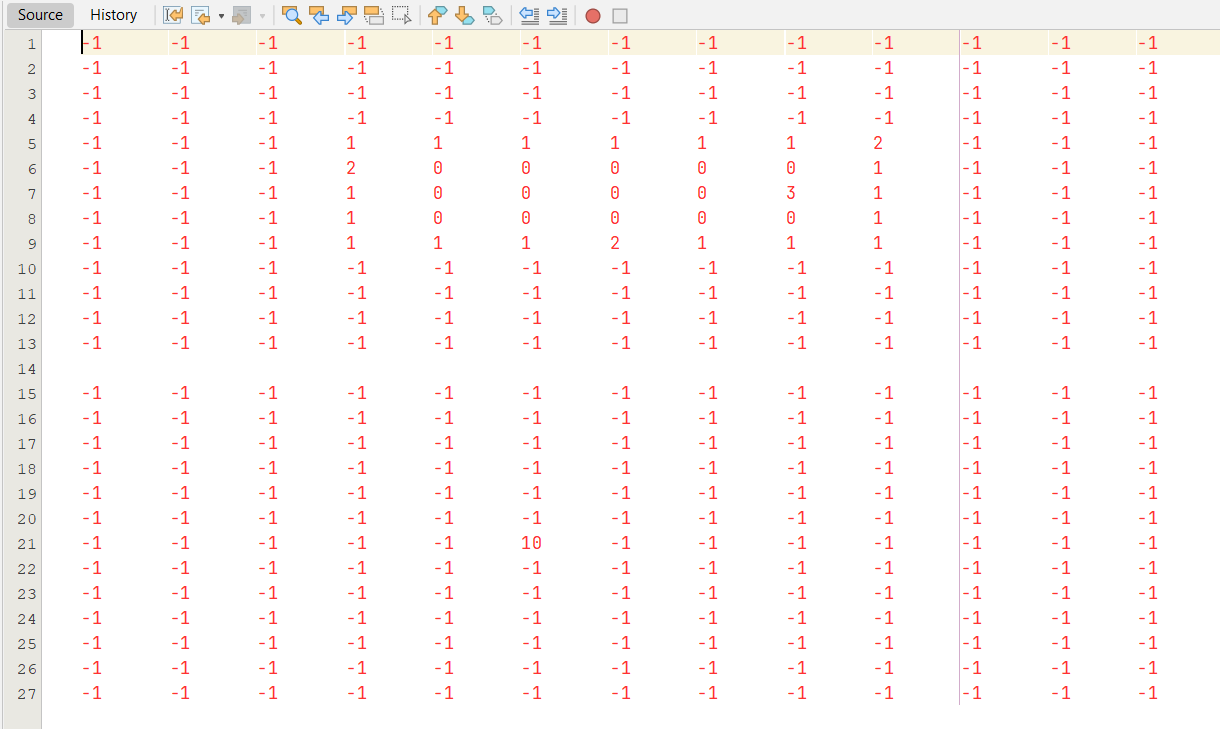 Source History
1 -1 -1 -1 -1 -1 -1 -1 -1 -1 -1 -1 -1 -1
2 -1 -1 -1 -1 -1 -1 -1 -1 -1 -1 -1 -1 -1
3 -1 -1 -1 -1 -1 -1 -1 -1 -1 -1 -1 -1 -1
4 -1 -1 -1 -1 -1 -1 -1 -1 -1 -1 -1 -1 -1
5 -1 -1 -1 1 1 1 1 1 1 2 -1 -1 -1
6 -1 -1 -1 2 0 0 0 0 0 1 -1 -1 -1
7 -1 -1 -1 1 0 0 0 0 3 1 -1 -1 -1
8 -1 -1 -1 1 0 0 0 0 0 1 -1 -1 -1
9 -1 -1 -1 1 1 1 2 1 1 1 -1 -1 -1
10 -1 -1 -1 -1 -1 -1 -1 -1 -1 -1 -1 -1 -1
11 -1 -1 -1 -1 -1 -1 -1 -1 -1 -1 -1 -1 -1
12 -1 -1 -1 -1 -1 -1 -1 -1 -1 -1 -1 -1 -1
13 -1 -1 -1 -1 -1 -1 -1 -1 -1 -1 -1 -1 -1
14
15 -1 -1 -1 -1 -1 -1 -1 -1 -1 -1 -1 -1 -1
16 -1 -1 -1 -1 -1 -1 -1 -1 -1 -1 -1 -1 -1
17 -1 -1 -1 -1 -1 -1 -1 -1 -1 -1 -1 -1 -1
18 -1 -1 -1 -1 -1 -1 -1 -1 -1 -1 -1 -1 -1
19 -1 -1 -1 -1 -1 -1 -1 -1 -1 -1 -1 -1 -1
20 -1 -1 -1 -1 -1 -1 -1 -1 -1 -1 -1 -1 -1
21 -1 -1 -1 -1 -1 10 -1 -1 -1 -1 -1 -1 -1
22 -1 -1 -1 -1 -1 -1 -1 -1 -1 -1 -1 -1 -1
23 -1 -1 -1 -1 -1 -1 -1 -1 -1 -1 -1 -1 -1
24 -1 -1 -1 -1 -1 -1 -1 -1 -1 -1 -1 -1 -1
25 -1 -1 -1 -1 -1 -1 -1 -1 -1 -1 -1 -1 -1
26 -1 -1 -1 -1 -1 -1 -1 -1 -1 -1 -1 -1 -1
27 -1 -1 -1 -1 -1 -1 -1 -1 -1 -1 -1 -1 -1